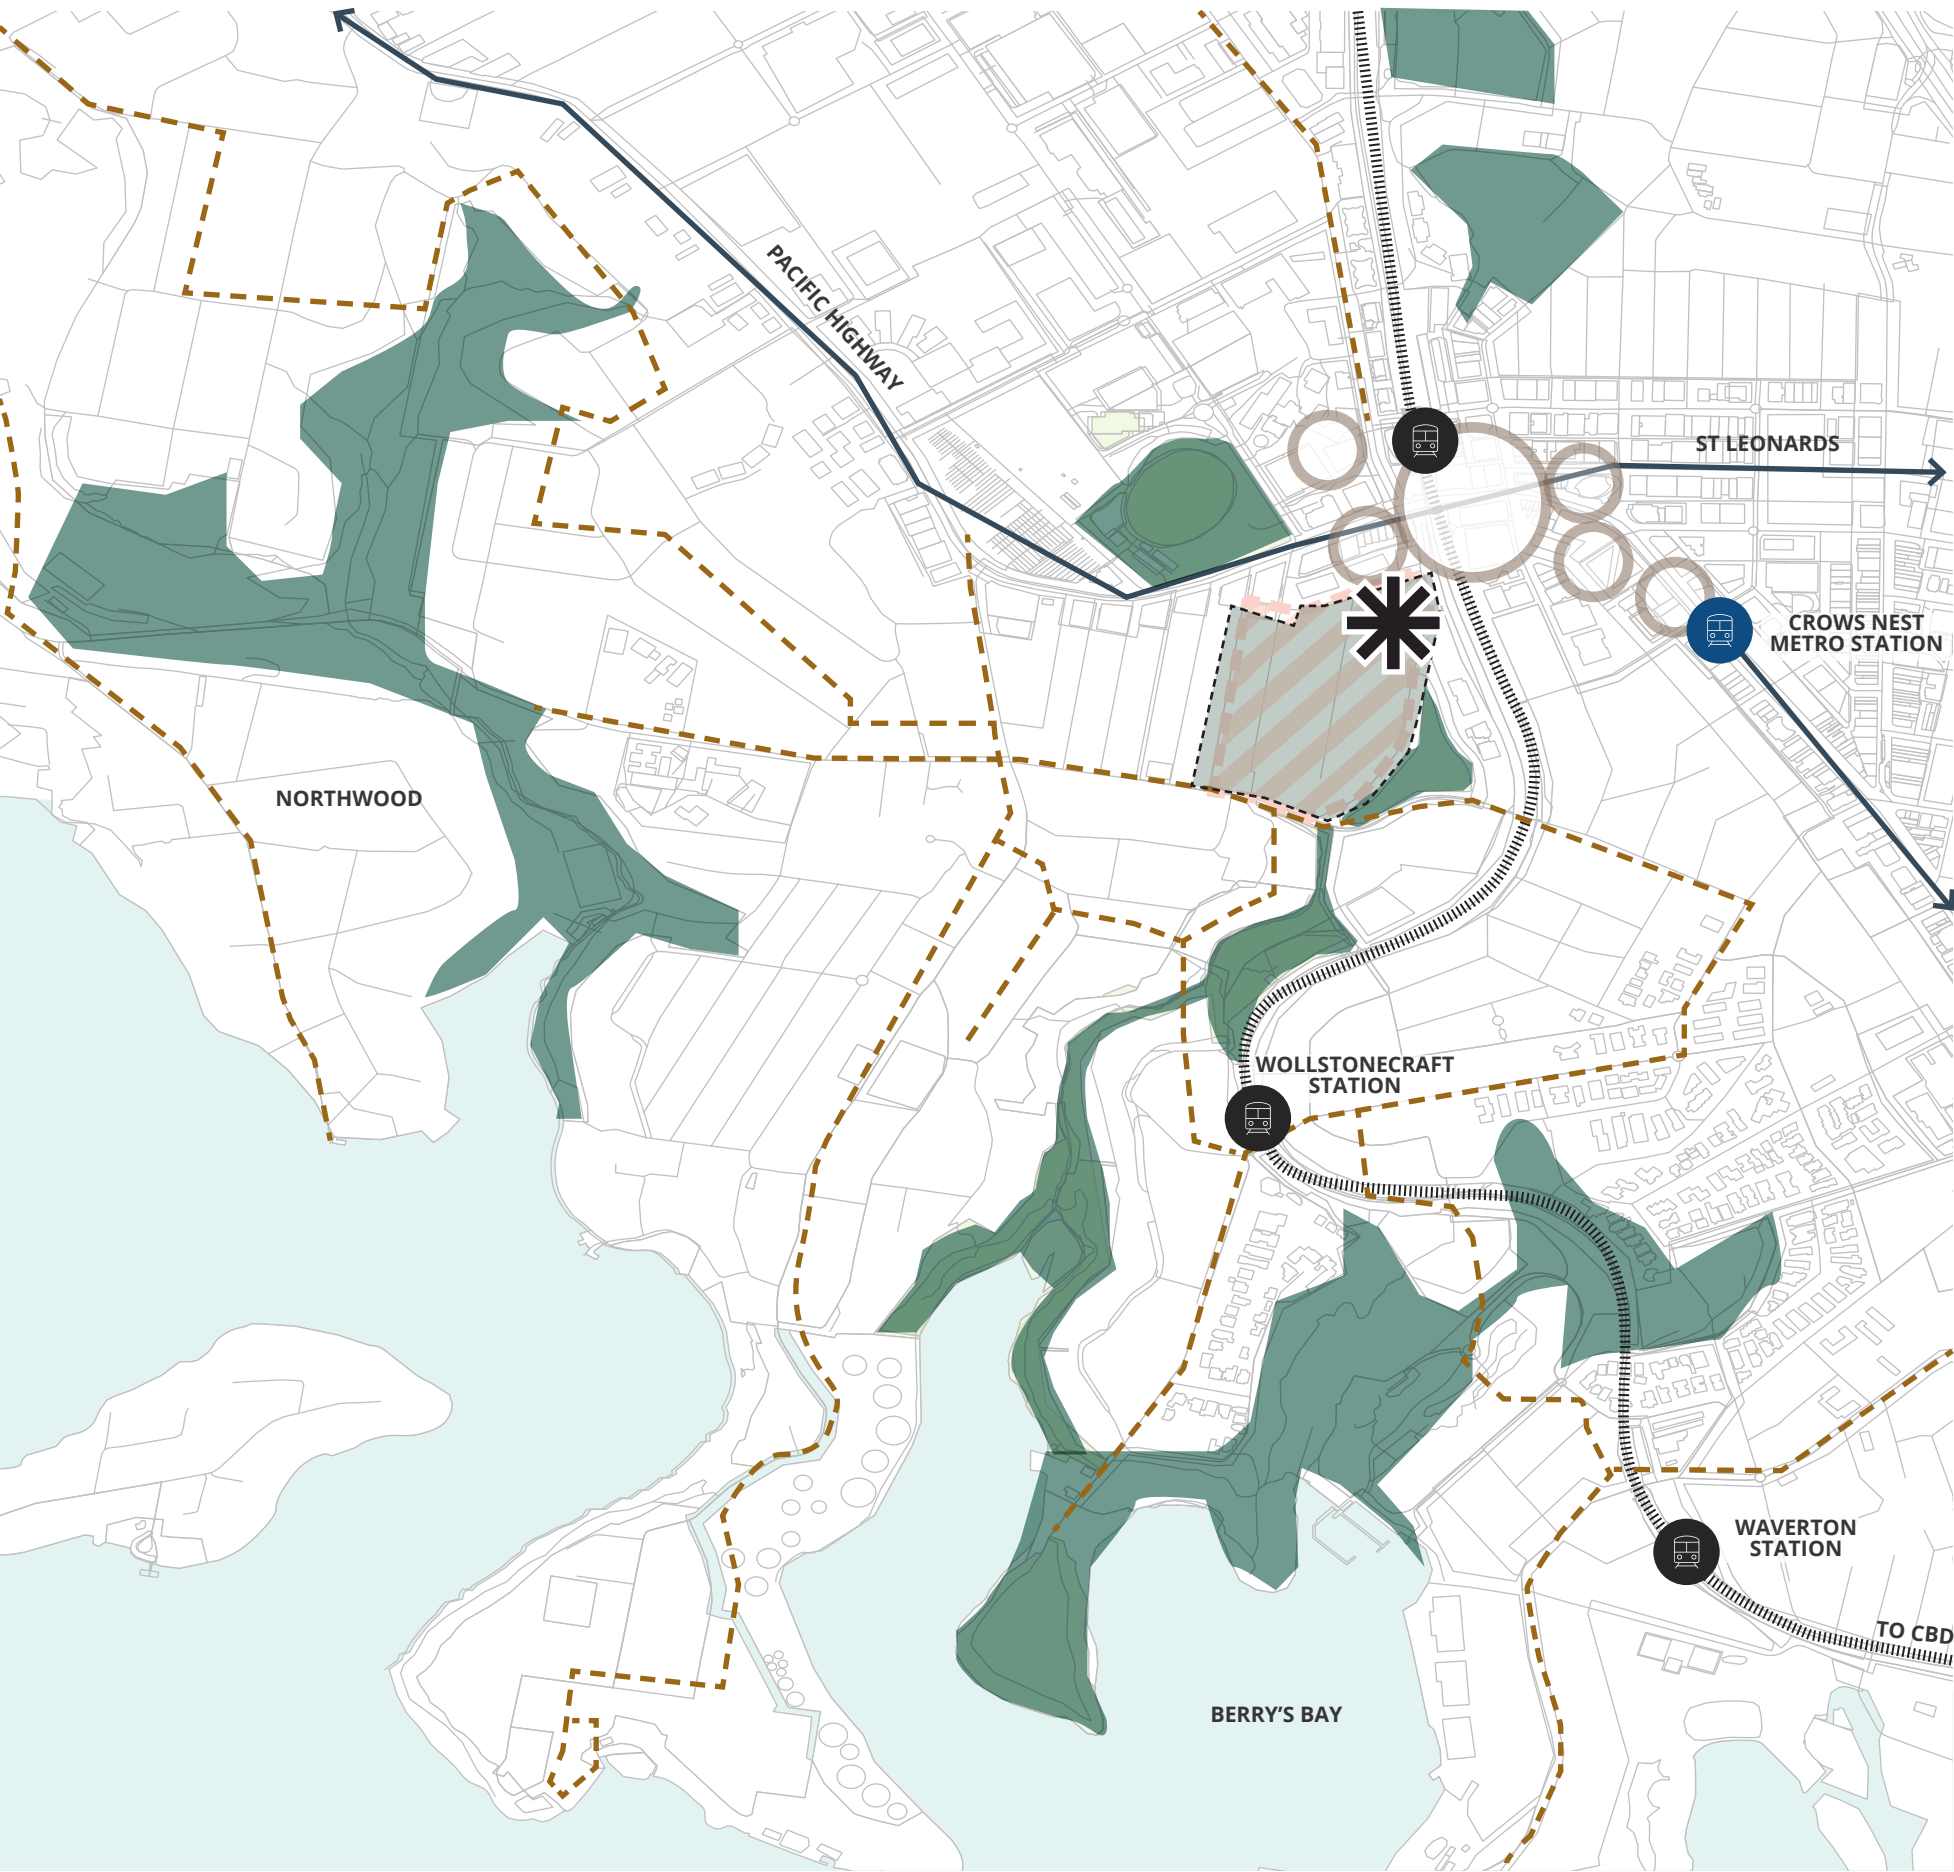 PACIFIC HIGHWAY
ST LEONARDS
CROWS NEST
METRO STATION
NORTHWOOD
WOLLSTONECRAFT
STATION
WAVERTON
STATION
TO CBD
BERRY’S BAY